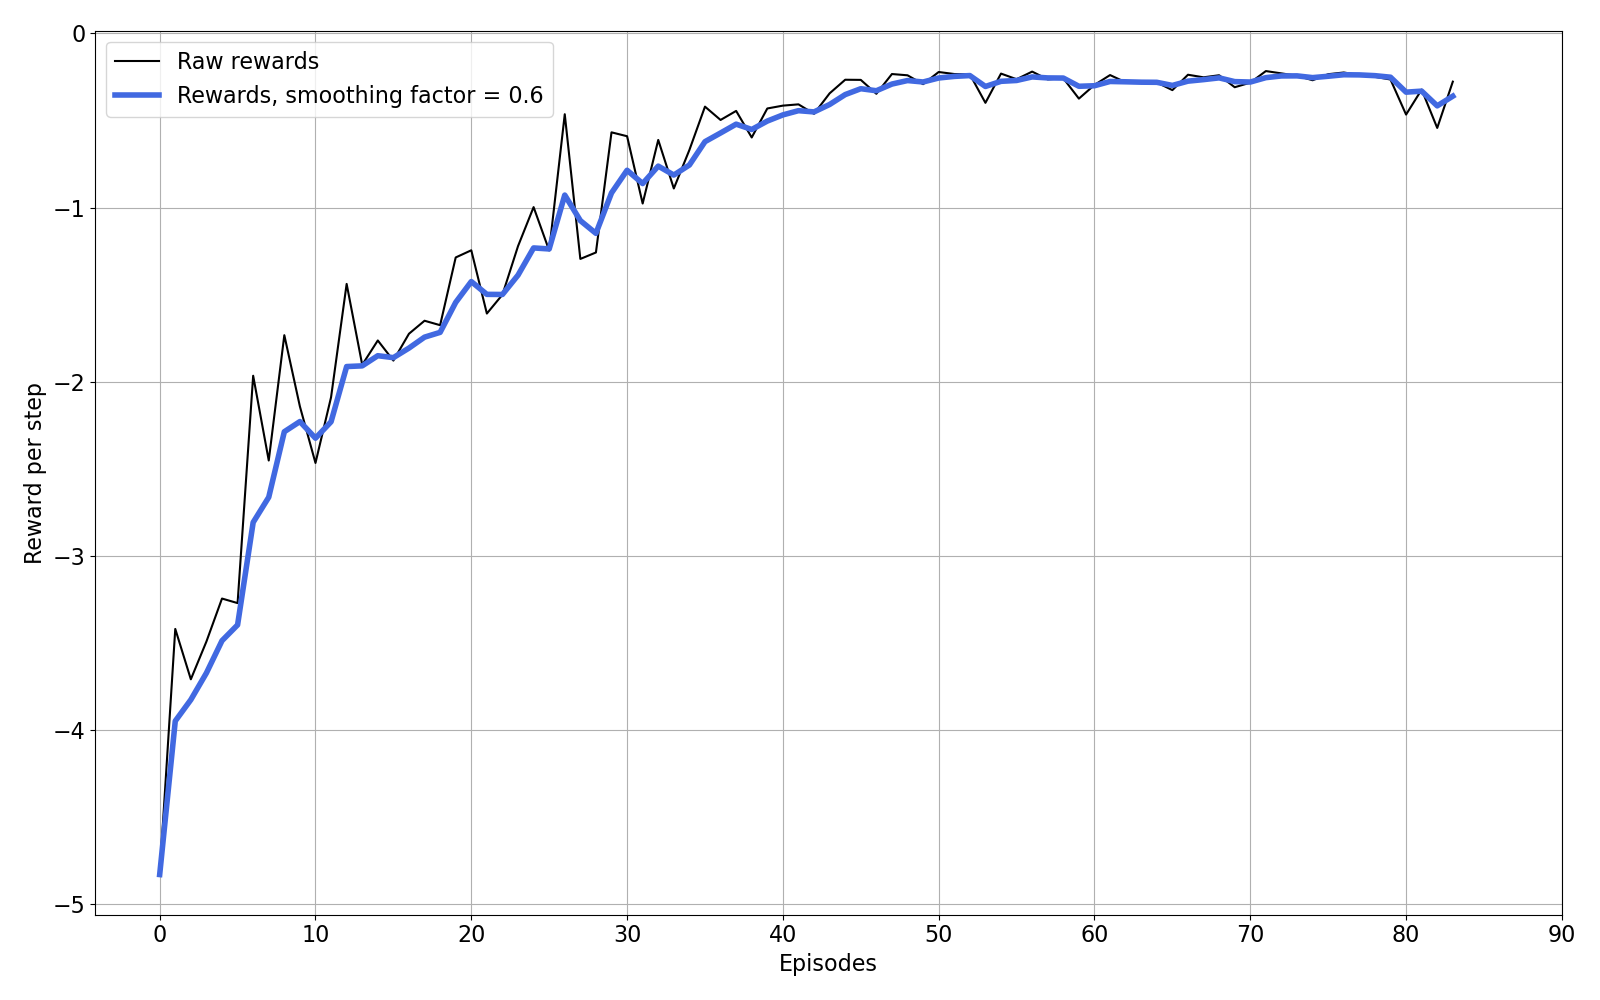 Raw rewards
Rewards, smoothing factor = 0.6
0
−1
−2
−3
−4
−5
Reward per step
0 10 20 30 40 50 60 70 80 90
Episodes